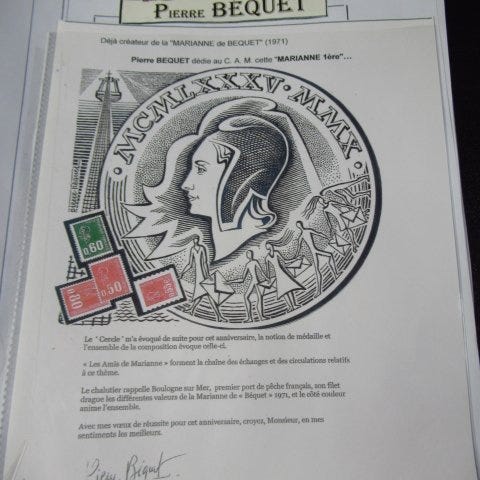 PIERRE BEQUET
Déjà créateur de la "MARIANNE de BEQUET" (1971)
Pierre BEQUET dédie au C. A. M. cette "MARIANNE 1ère"…
MCMLXXXV · MMX ·
0.60
0.50
0.80
Le "Cercle" m'a évoqué de suite pour cet anniversaire, la notion de médaille et
l'ensemble de la composition évoque celle-ci.
« Les Amis de Marianne » forment la chaîne des échanges et des circulations relatifs
à ce thème.
Le chalutier rappelle Boulogne sur Mer, premier port de pêche français, son filet
drague les différentes valeurs de la Marianne de « Béquet » 1971, et le côté couleur
anime l'ensemble.
Avec mes vœux de réussite pour cet anniversaire, croyez, Monsieur, en mes
sentiments les meilleurs.
Pierre Béquet